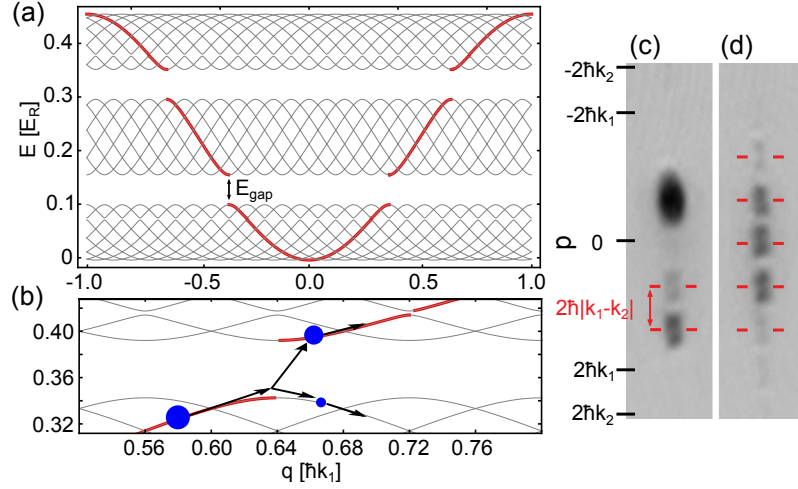 (a)
E [E_R]
0.4
0.3
0.2
0.1
0
E_gap
-1.0
-0.5
0.0
0.5
1.0
(b)
0.40
0.36
0.32
0.56
0.60
0.64
0.68
0.72
0.76
q [ħk₁]
(c)
(d)
-2ħk₂
-2ħk₁
p
0
2ħ|k₁-k₂|
2ħk₁
2ħk₂